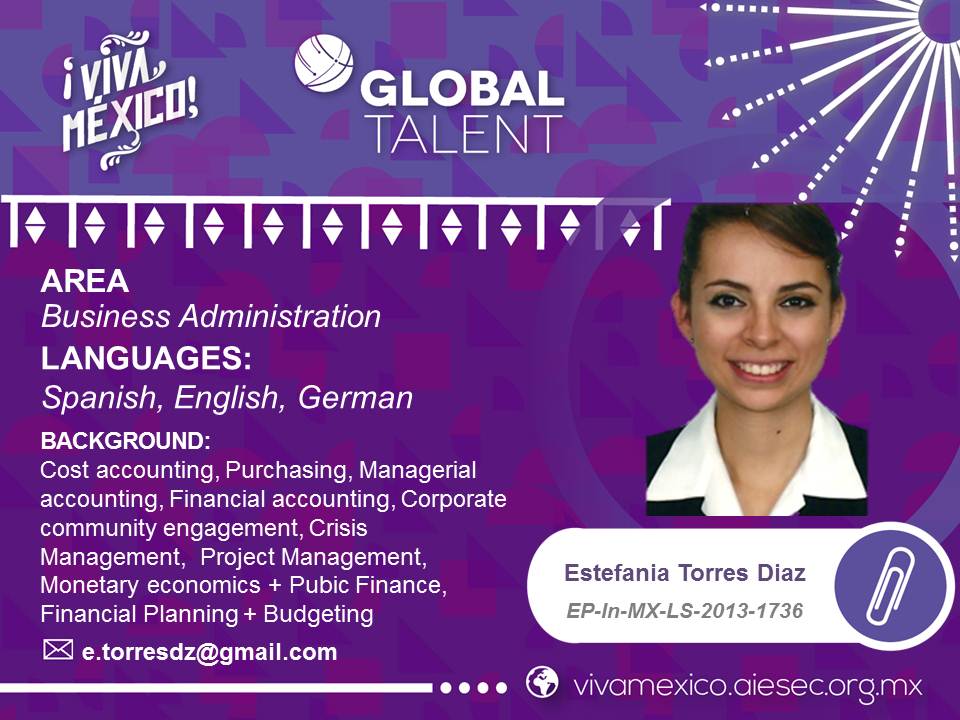 ¡VIVA
MÉXICO!
GLOBAL
TALENT
AREA
Business Administration
LANGUAGES:
Spanish, English, German
BACKGROUND:
Cost accounting, Purchasing, Managerial
accounting, Financial accounting, Corporate
community engagement, Crisis
Management, Project Management,
Monetary economics + Pubic Finance,
Financial Planning + Budgeting
e.torresdz@gmail.com
Estefania Torres Diaz
EP-In-MX-LS-2013-1736
vivamexico.aiesec.org.mx